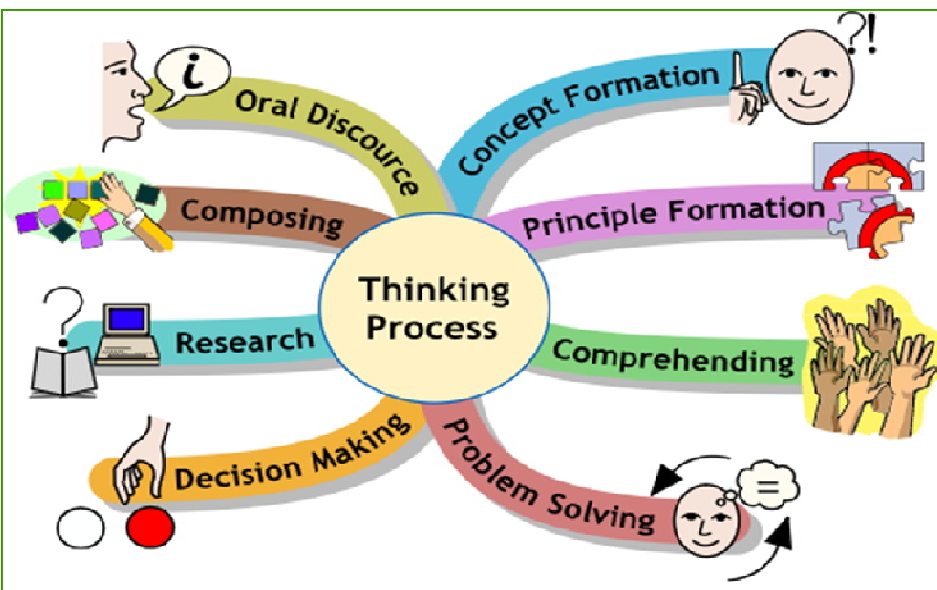 Thinking
Process
Concept Formation
Principle Formation
Comprehending
Problem Solving
Decision Making
Research
Composing
Oral Discource
i
?!
?
=